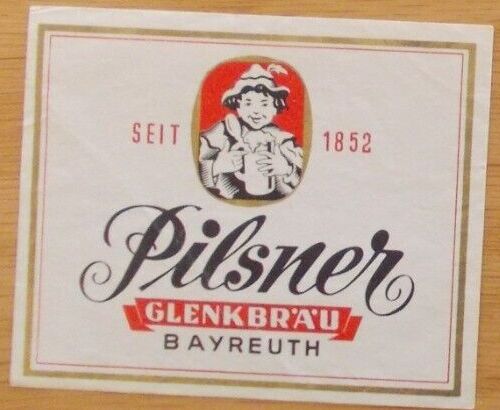 SEIT 1852
Pilsner
GLENKBRÄU
BAYREUTH